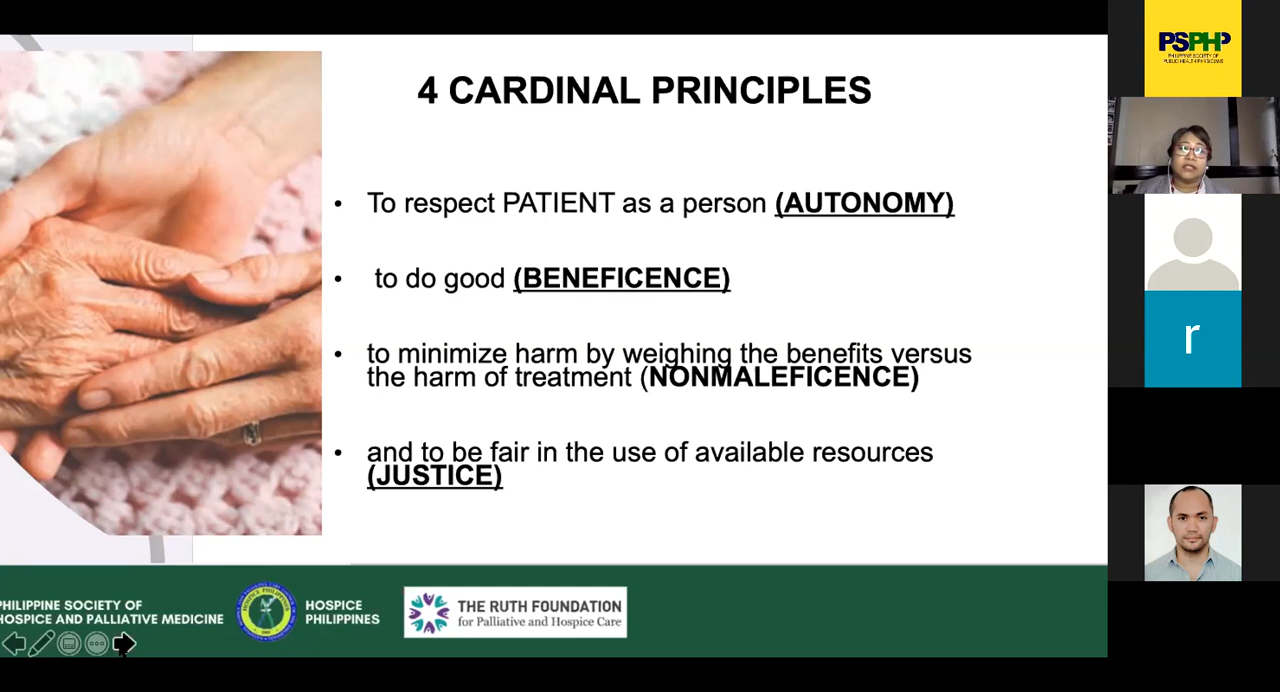 4 CARDINAL PRINCIPLES
• To respect PATIENT as a person (AUTONOMY)
• to do good (BENEFICENCE)
• to minimize harm by weighing the benefits versus
the harm of treatment (NONMALEFICENCE)
• and to be fair in the use of available resources
(JUSTICE)
PHILIPPINE SOCIETY OF
HOSPICE AND PALLIATIVE MEDICINE
HOSPICE
PHILIPPINES
THE RUTH FOUNDATION
for Palliative and Hospice Care
PSPHP
PHILIPPINE SOCIETY OF
PUBLIC HEALTH PHYSICIANS
r